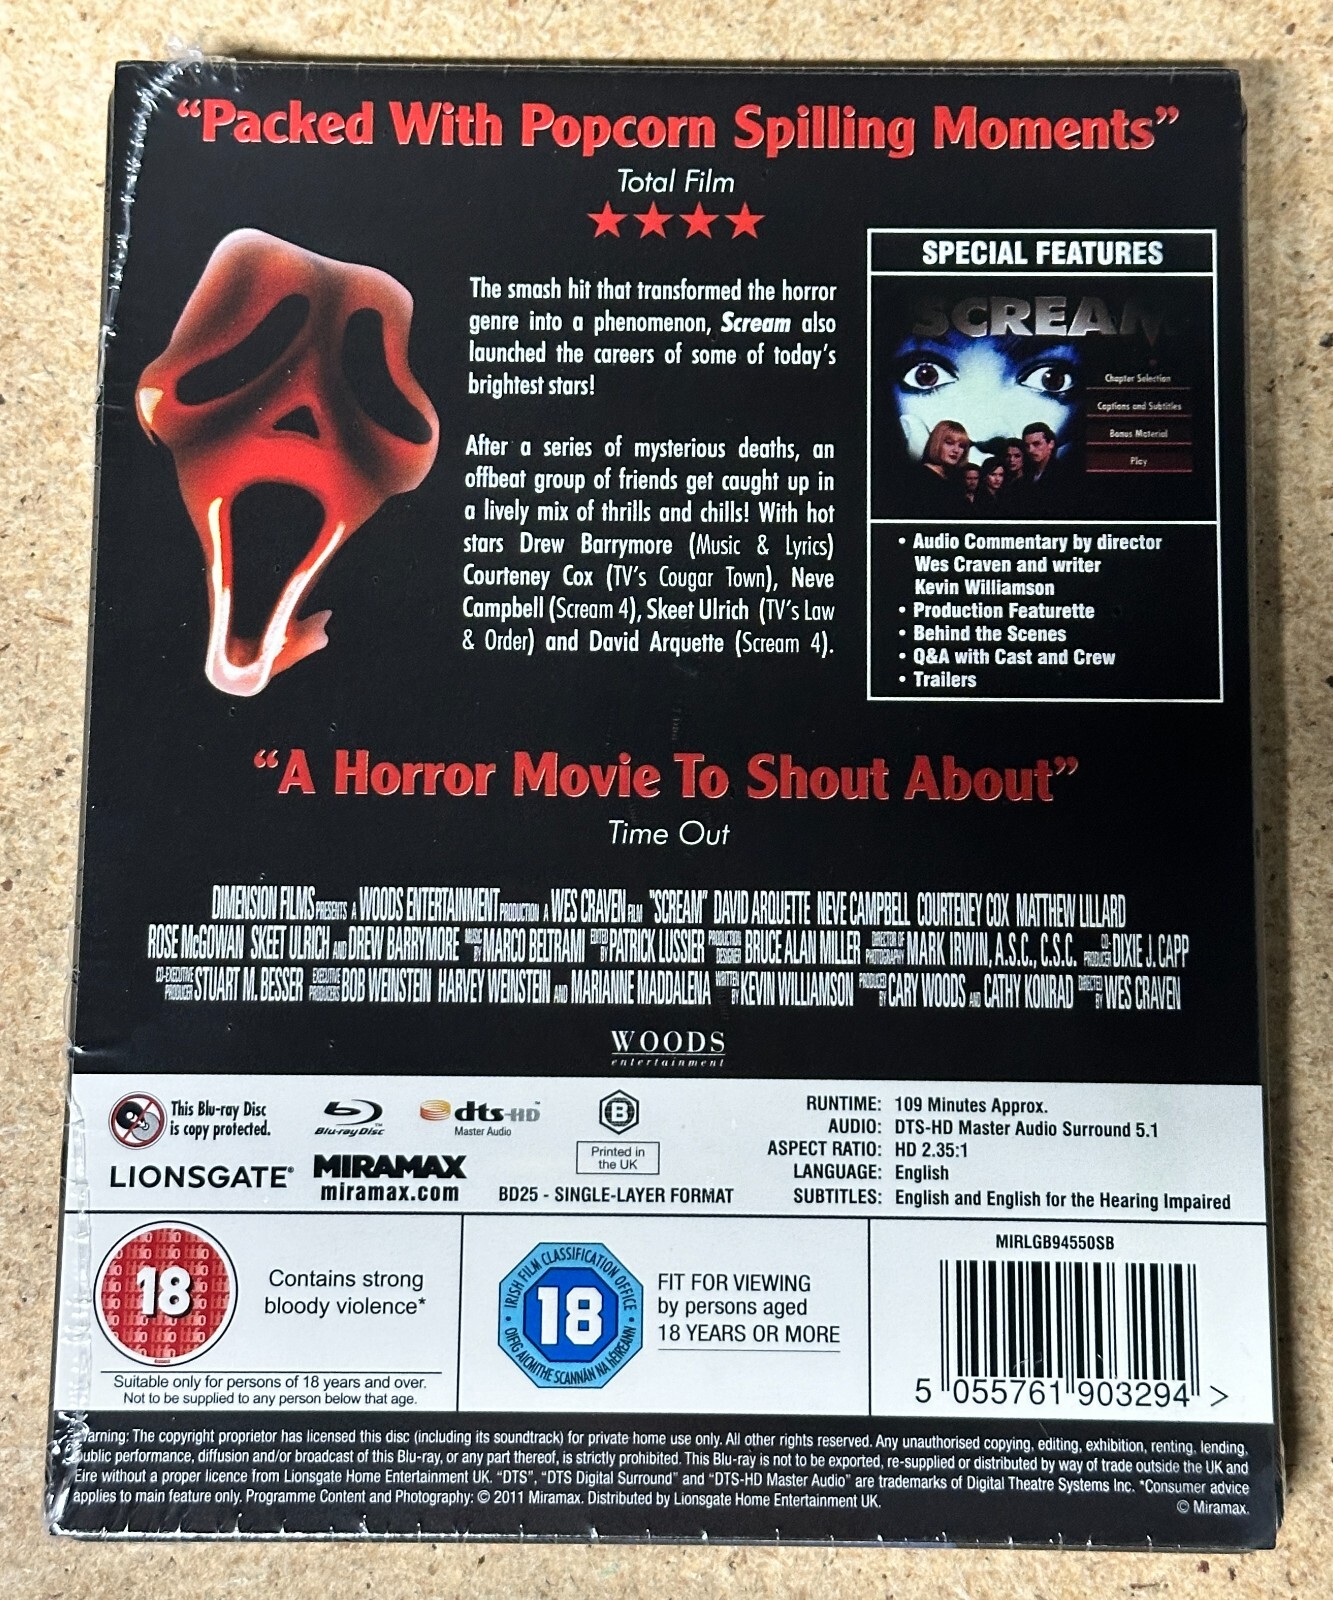 “Packed With Popcorn Spilling Moments”
Total Film
The smash hit that transformed the horror
genre into a phenomenon, Scream also
launched the careers of some of today's
brightest stars!
After a series of mysterious deaths, an
offbeat group of friends get caught up in
a lively mix of thrills and chills! With hot
stars Drew Barrymore (Music & Lyrics)
Courteney Cox (TV's Cougar Town), Neve
Campbell (Scream 4), Skeet Ulrich (TV's Law
& Order) and David Arquette (Scream 4).
SPECIAL FEATURES
SCREAM
Chapter Selection
Captions and Subtitles
Bonus Material
Play
• Audio Commentary by director
Wes Craven and writer
Kevin Williamson
• Production Featurette
• Behind the Scenes
• Q&A with Cast and Crew
• Trailers
“A Horror Movie To Shout About”
Time Out
DIMENSION FILMS PRESENTS A WOODS ENTERTAINMENT PRODUCTION A WES CRAVEN FILM "SCREAM" DAVID ARQUETTE NEVE CAMPBELL COURTENEY COX MATTHEW LILLARD
ROSE McGOWAN SKEET ULRICH AND DREW BARRYMORE MUSIC BY MARCO BELTRAMI EDITED BY PATRICK LUSSIER PRODUCTION DESIGNER BRUCE ALAN MILLER DIRECTOR OF PHOTOGRAPHY MARK IRWIN, A.S.C., C.S.C. CO-PRODUCER DIXIE J. CAPP
CO-EXECUTIVE PRODUCER STUART M. BESSER EXECUTIVE PRODUCERS BOB WEINSTEIN HARVEY WEINSTEIN AND MARIANNE MADDALENA WRITTEN BY KEVIN WILLIAMSON PRODUCED BY CARY WOODS AND CATHY KONRAD DIRECTED BY WES CRAVEN
WOODS
entertainment
This Blu-ray Disc
is copy protected.
Blu-ray Disc™
dts-HD™
Master Audio
B
Printed in
the UK
LIONSGATE®
MIRAMAX
miramax.com
BD25 - SINGLE-LAYER FORMAT
RUNTIME: 109 Minutes Approx.
AUDIO: DTS-HD Master Audio Surround 5.1
ASPECT RATIO: HD 2.35:1
LANGUAGE: English
SUBTITLES: English and English for the Hearing Impaired
18
Contains strong
bloody violence*
Suitable only for persons of 18 years and over.
Not to be supplied to any person below that age.
IRISH FILM CLASSIFICATION OFFICE
18
OIFIG AICMITHE SCANNÁN NA hÉIREANN
FIT FOR VIEWING
by persons aged
18 YEARS OR MORE
MIRLGB94550SB
5 055761 903294 >
Warning: The copyright proprietor has licensed this disc (including its soundtrack) for private home use only. All other rights reserved. Any unauthorised copying, editing, exhibition, renting, lending,
public performance, diffusion and/or broadcast of this Blu-ray, or any part thereof, is strictly prohibited. This Blu-ray is not to be exported, re-supplied or distributed by way of trade outside the UK and
Eire without a proper licence from Lionsgate Home Entertainment UK. “DTS”, “DTS Digital Surround” and “DTS-HD Master Audio” are trademarks of Digital Theatre Systems Inc. *Consumer advice
applies to main feature only. Programme Content and Photography: © 2011 Miramax. Distributed by Lionsgate Home Entertainment UK.
© Miramax.